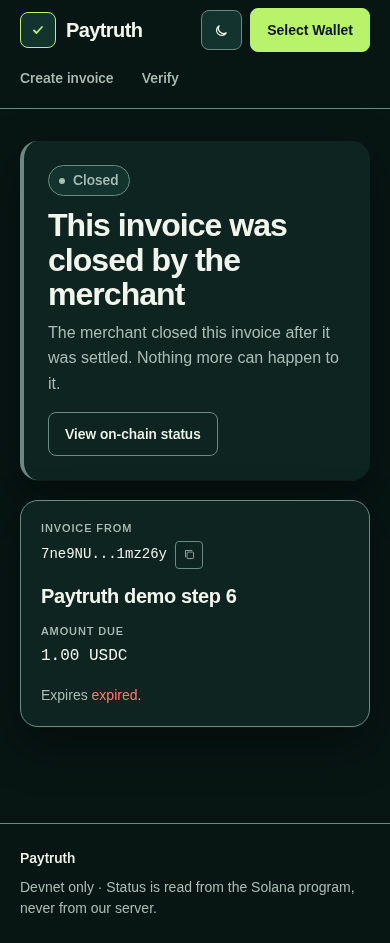 Paytruth
Select Wallet
Create invoice
Verify
Closed
This invoice was
closed by the
merchant
The merchant closed this invoice after it
was settled. Nothing more can happen to
it.
View on-chain status
INVOICE FROM
7ne9NU...1mz26y
Paytruth demo step 6
AMOUNT DUE
1.00 USDC
Expires expired.
Paytruth
Devnet only · Status is read from the Solana program,
never from our server.